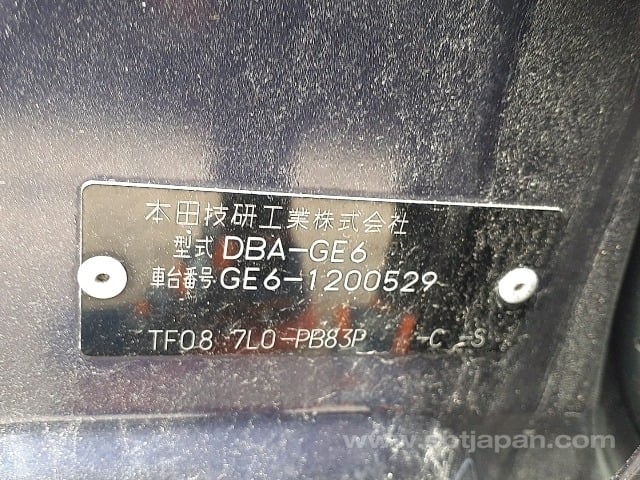 本田技研工業株式会社
型式 DBA-GE6
車台番号 GE6-1200529
TF08 7L0-PB83P -C -S
www.sbtjapan.com